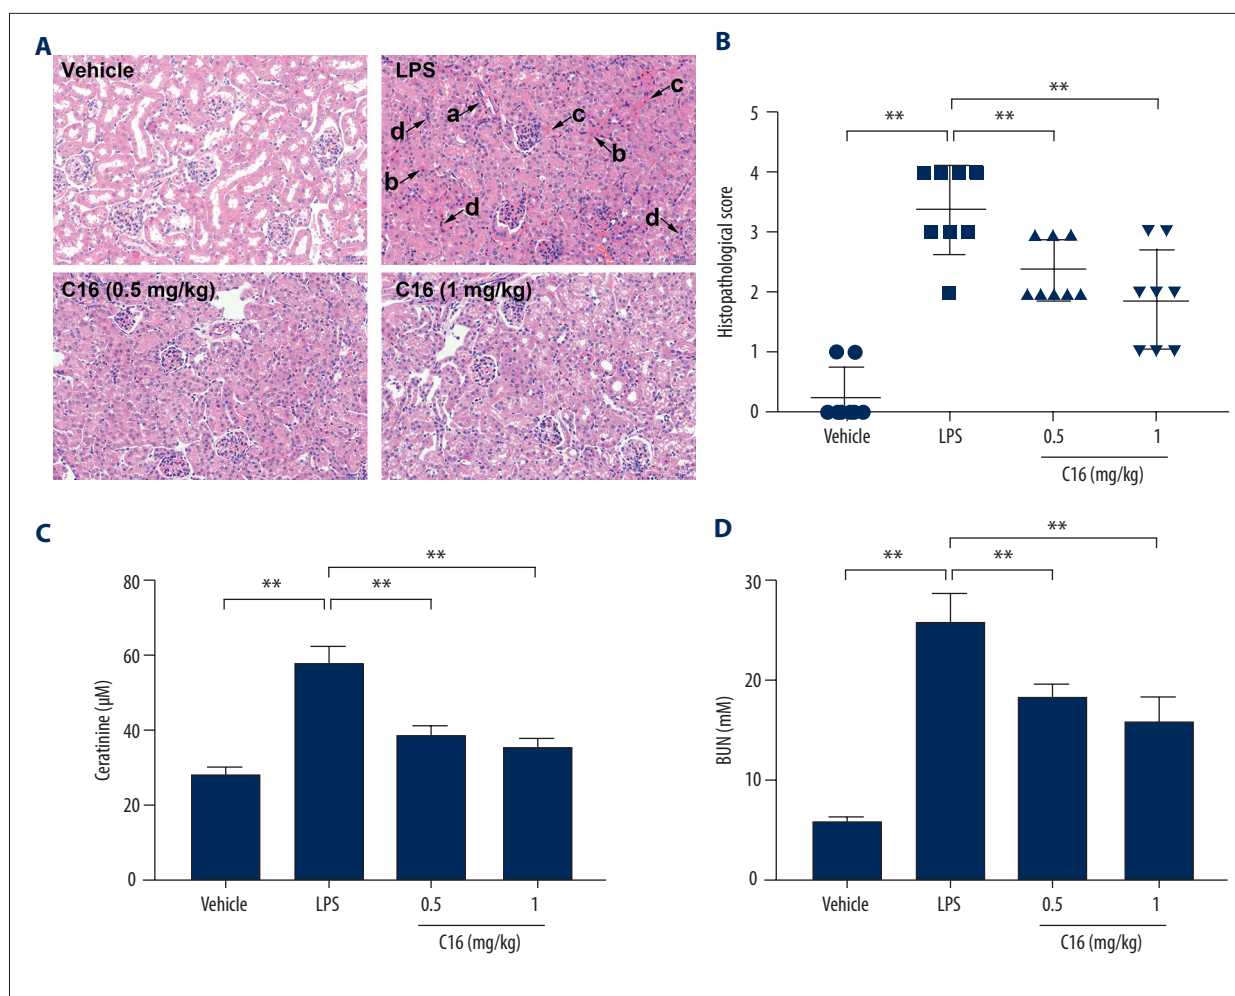 A
Vehicle
LPS
a
c
c
d
b
b
d
d
C16 (0.5 mg/kg)
C16 (1 mg/kg)
B
**
**
**
Histopathological score
5
4
3
2
1
0
Vehicle
LPS
0.5
1
C16 (mg/kg)
C
**
**
**
Ceratinine (µM)
80
60
40
20
0
Vehicle
LPS
0.5
1
C16 (mg/kg)
D
**
**
**
BUN (mM)
30
20
10
0
Vehicle
LPS
0.5
1
C16 (mg/kg)